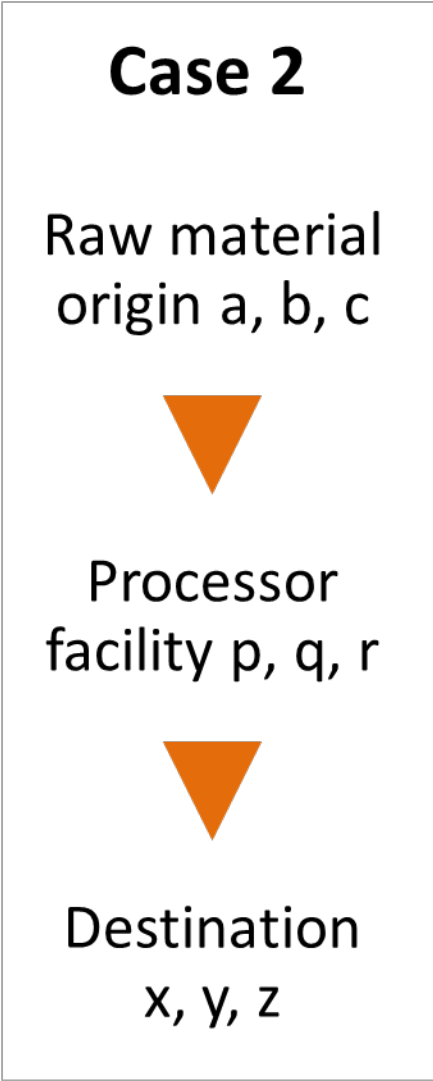 Case 2
Raw material
origin a, b, c
Processor
facility p, q, r
Destination
x, y, z